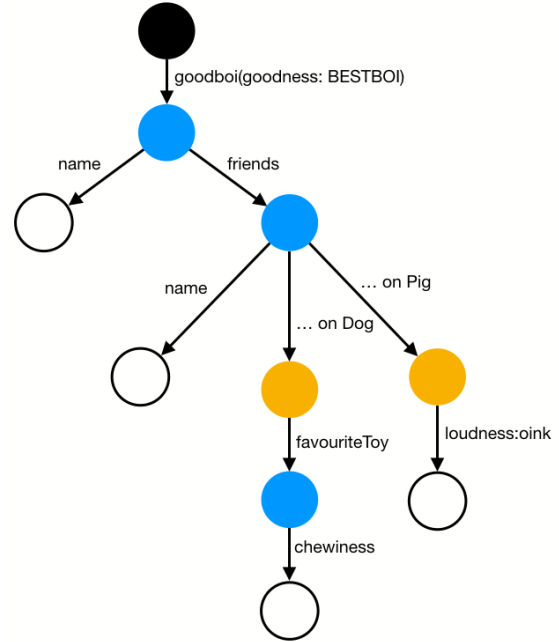 goodboi(goodness: BESTBOI)
name
friends
name
… on Pig
… on Dog
favouriteToy
loudness:oink
chewiness